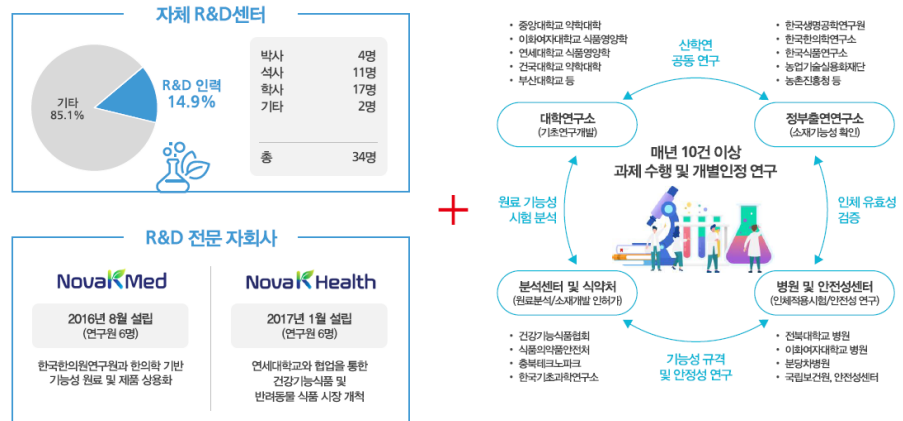 자체 R&D센터
기타
85.1%
R&D 인력
14.9%
박사 4명
석사 11명
학사 17명
기타 2명
총 34명
R&D 전문 자회사
NovaKMed
2016년 8월 설립
(연구원 6명)
한국한의원연구원과 한의학 기반
기능성 원료 및 제품 상용화
NovaKHealth
2017년 1월 설립
(연구원 6명)
연세대학교와 협업을 통한
건강기능식품 및
반려동물 식품 시장 개척
+
• 중앙대학교 약학대학
• 이화여자대학교 식품영양학
• 연세대학교 식품영양학
• 건국대학교 약학대학
• 부산대학교 등
산학연
공동 연구
• 한국생명공학연구원
• 한국한의학연구소
• 한국식품연구소
• 농업기술실용화재단
• 농촌진흥청 등
대학연구소
(기초연구개발)
정부출연연구소
(소재기능성 확인)
매년 10건 이상
과제 수행 및 개별인정 연구
원료 기능성
시험 분석
인체 유효성
검증
분석센터 및 식약처
(원료분석/소재개발 인허가)
병원 및 안전성센터
(인체적용시험/안전성 연구)
• 건강기능식품협회
• 식품의약품안전처
• 충북테크노파크
• 한국기초과학연구소
기능성 규격
및 안정성 연구
• 전북대학교 병원
• 이화여자대학교 병원
• 분당차병원
• 국립보건원, 안전성센터